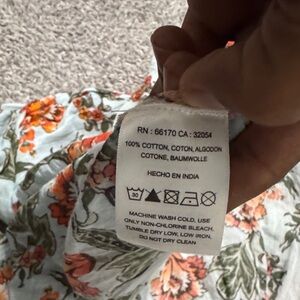 RN : 66170 CA : 32054
100% COTTON, COTON, ALGODON
COTONE, BAUMWOLLE
HECHO EN INDIA
30
MACHINE WASH COLD, USE
ONLY NON-CHLORINE BLEACH,
TUMBLE DRY LOW, LOW IRON,
DO NOT DRY CLEAN